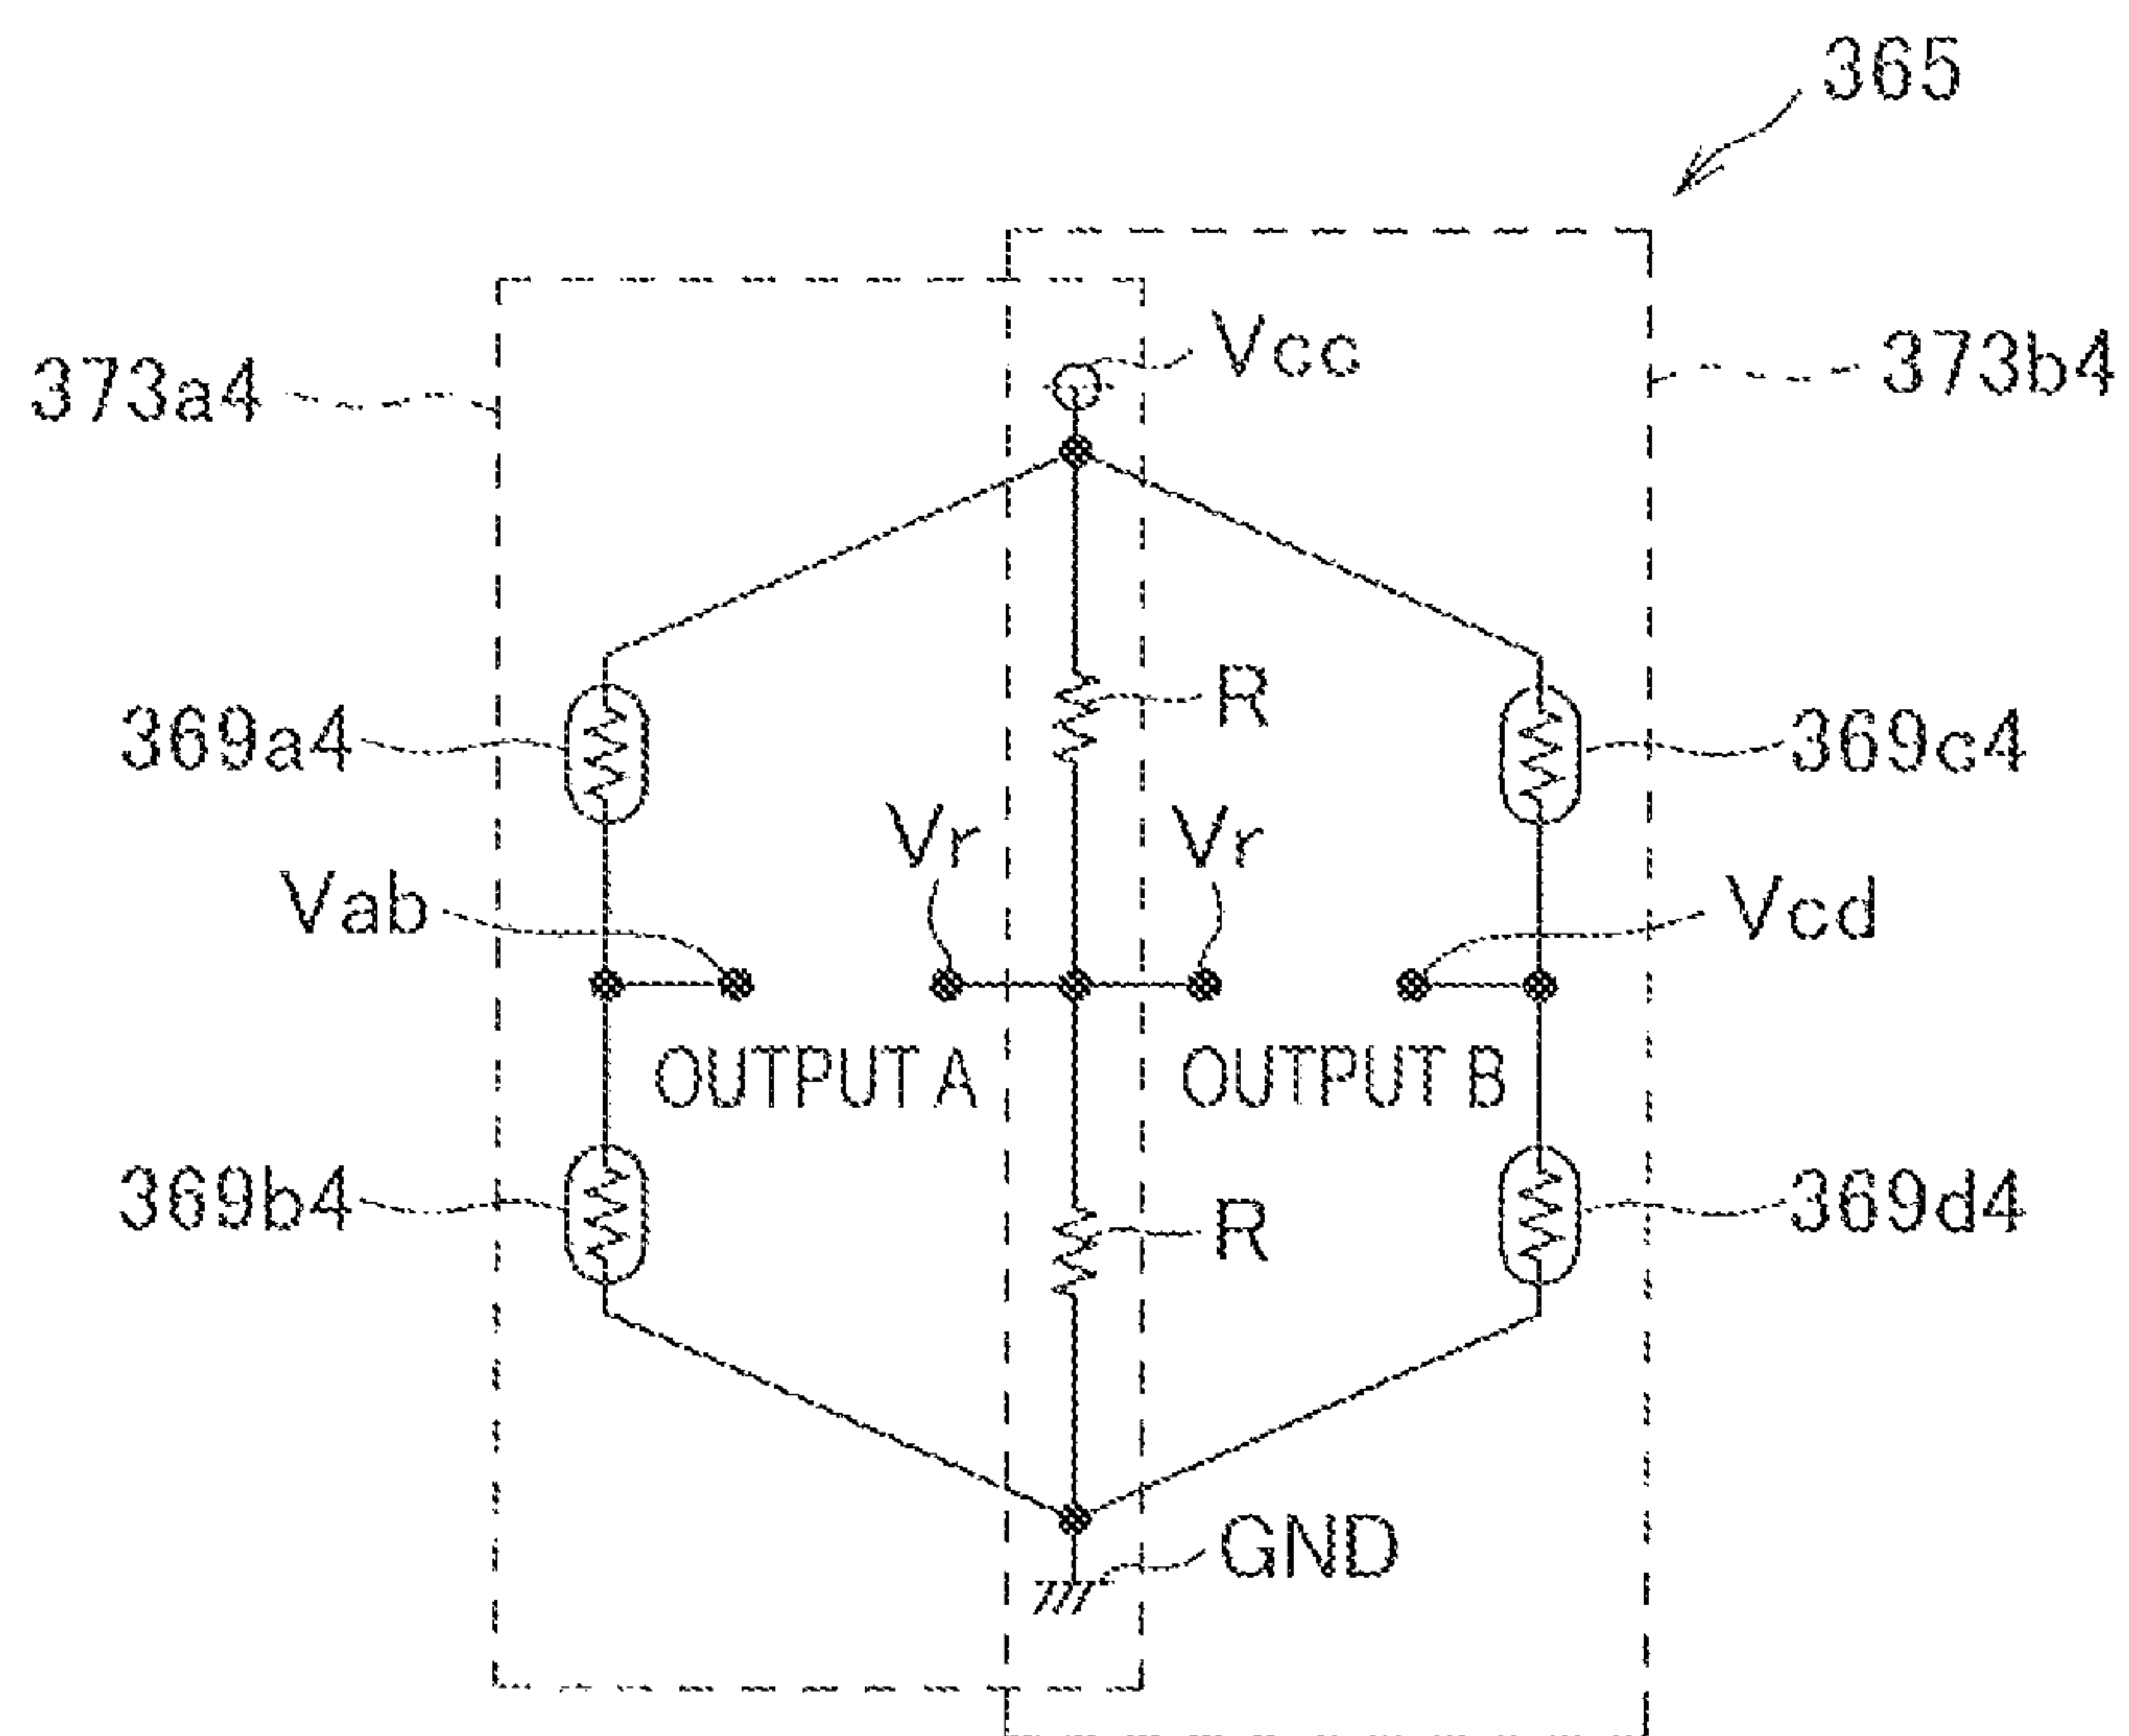 365
Vcc
373a4
373b4
R
369a4
369c4
Vr
Vr
Vab
Vcd
OUTPUT A
OUTPUT B
369b4
369d4
R
GND